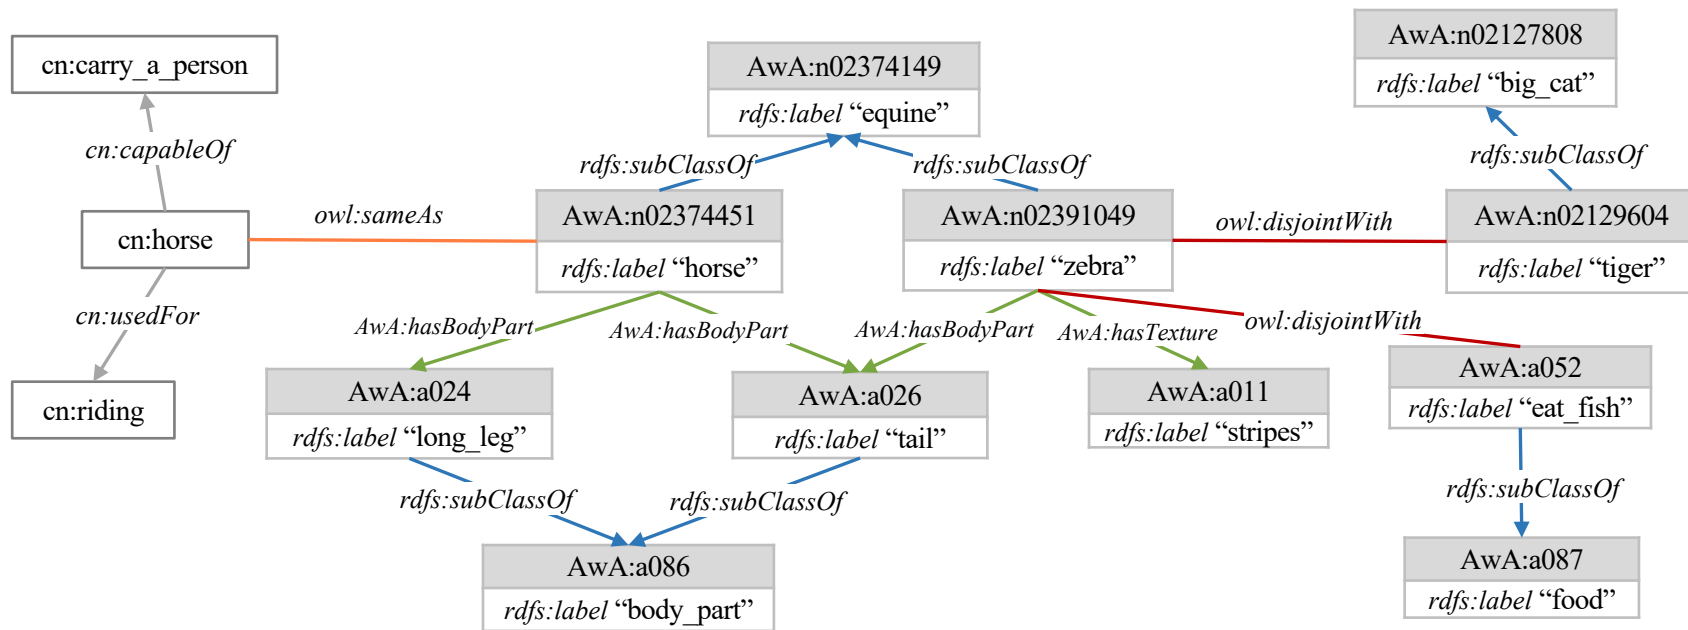 AwA:n02127808
rdfs:label “big_cat”
cn:carry_a_person
AwA:n02374149
rdfs:label “equine”
cn:capableOf
rdfs:subClassOf
rdfs:subClassOf
rdfs:subClassOf
cn:horse
owl:sameAs
AwA:n02374451
rdfs:label “horse”
AwA:n02391049
rdfs:label “zebra”
owl:disjointWith
AwA:n02129604
rdfs:label “tiger”
cn:usedFor
AwA:hasBodyPart
AwA:hasBodyPart
AwA:hasBodyPart
AwA:hasTexture
owl:disjointWith
cn:riding
AwA:a024
rdfs:label “long_leg”
AwA:a026
rdfs:label “tail”
AwA:a011
rdfs:label “stripes”
AwA:a052
rdfs:label “eat_fish”
rdfs:subClassOf
rdfs:subClassOf
rdfs:subClassOf
AwA:a086
rdfs:label “body_part”
AwA:a087
rdfs:label “food”